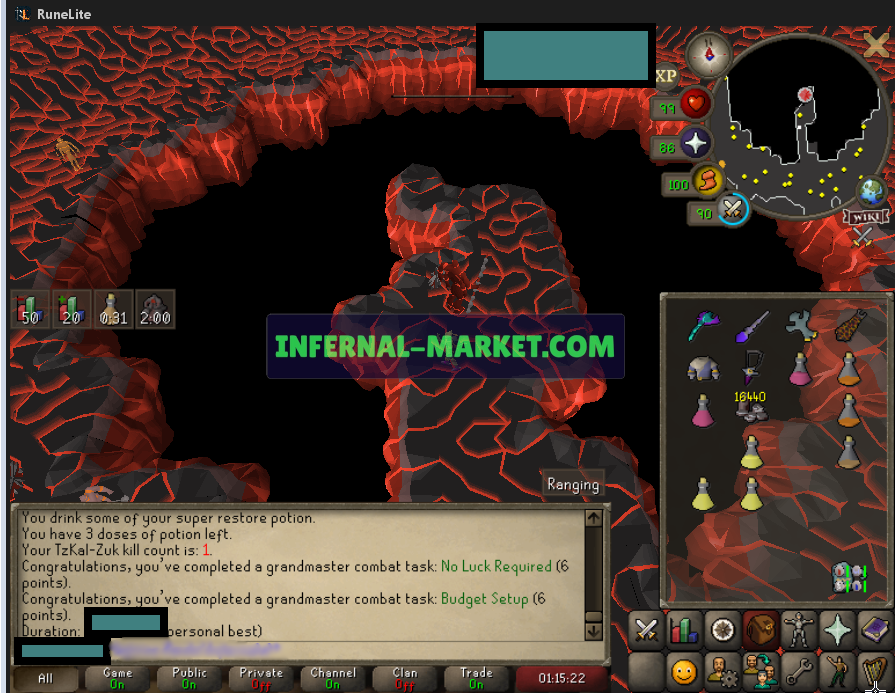 RuneLite
XP
99
86
100
90
WIKI
50
20
0:31
2:00
INFERNAL-MARKET.COM
16440
Ranging
You drink some of your super restore potion.
You have 3 doses of potion left.
Your TzKal-Zuk kill count is: 1.
Congratulations, you've completed a grandmaster combat task: No Luck Required (6
points).
Congratulations, you've completed a grandmaster combat task: Budget Setup (6
points).
Duration: personal best)
All
Game
On
Public
On
Private
Off
Channel
On
Clan
Off
Trade
On
01:15:22